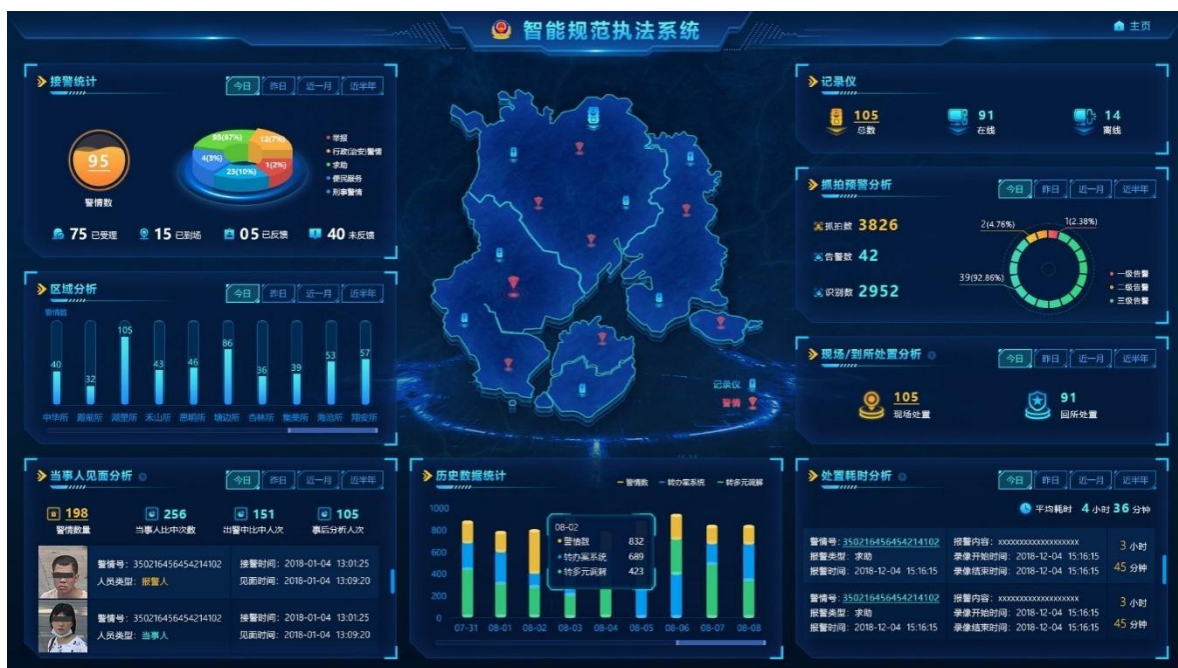 智能规范执法系统
主页
接警统计
今日 昨日 近一月 近半年
95
警情数
55(67%)
12(7%)
4(3%)
1(2%)
23(10%)
举报
行政(治安)警情
求助
便民服务
刑事警情
75 已受理 15 已到场 05 已反馈 40 未反馈
区域分析
今日 昨日 近一月 近半年
警情数
40 32 105 43 46 86 36 39 53 57
中华所 殿前所 湖里所 禾山所 思明所 塘边所 杏林所 集美所 海沧所 翔安所
当事人见面分析
今日 昨日 近一月 近半年
198 256 151 105
警情数量 当事人比中次数 出警中比中人次 事后分析人次
警情号：350216456454214102 接警时间：2018-01-04 13:01:25
人员类型：报警人 见面时间：2018-01-04 13:09:20
警情号：350216456454214102 接警时间：2018-01-04 13:01:25
人员类型：当事人 见面时间：2018-01-04 13:09:20
记录仪
警情
历史数据统计
警情数 转办案系统 转多元调解
1000
800
600
400
200
0
08-02
警情数 832
转办案系统 689
转多元调解 423
07-31 08-01 08-02 08-03 08-04 08-05 08-06 08-07 08-08
记录仪
105 91 14
总数 在线 离线
抓拍预警分析
今日 昨日 近一月 近半年
抓拍数 3826
告警数 42
识别数 2952
2(4.76%)
1(2.38%)
39(92.86%)
一级告警
二级告警
三级告警
现场/到所处置分析
今日 昨日 近一月 近半年
105 91
现场处置 回所处置
处置耗时分析
今日 昨日 近一月 近半年
平均耗时 4 小时 36 分钟
警情号：350216456454214102 报警内容：xxxxxxxxxxxxxxxxxxx
报警类型：求助 录像开始时间：2018-12-04 15:16:15
报警时间：2018-12-04 15:16:15 录像结束时间：2018-12-04 15:16:15
3 小时
45 分钟
警情号：350216456454214102 报警内容：xxxxxxxxxxxxxxxxxxx
报警类型：求助 录像开始时间：2018-12-04 15:16:15
报警时间：2018-12-04 15:16:15 录像结束时间：2018-12-04 15:16:15
3 小时
45 分钟